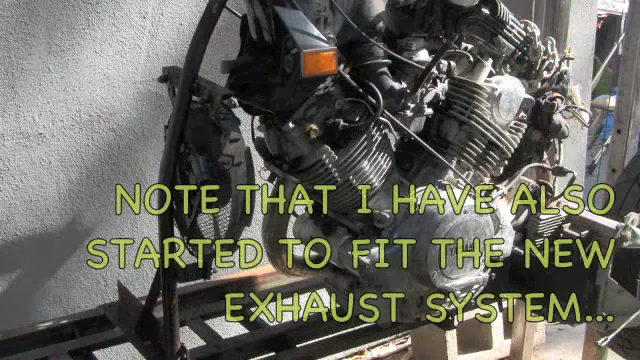 NOTE THAT I HAVE ALSO
STARTED TO FIT THE NEW
EXHAUST SYSTEM...